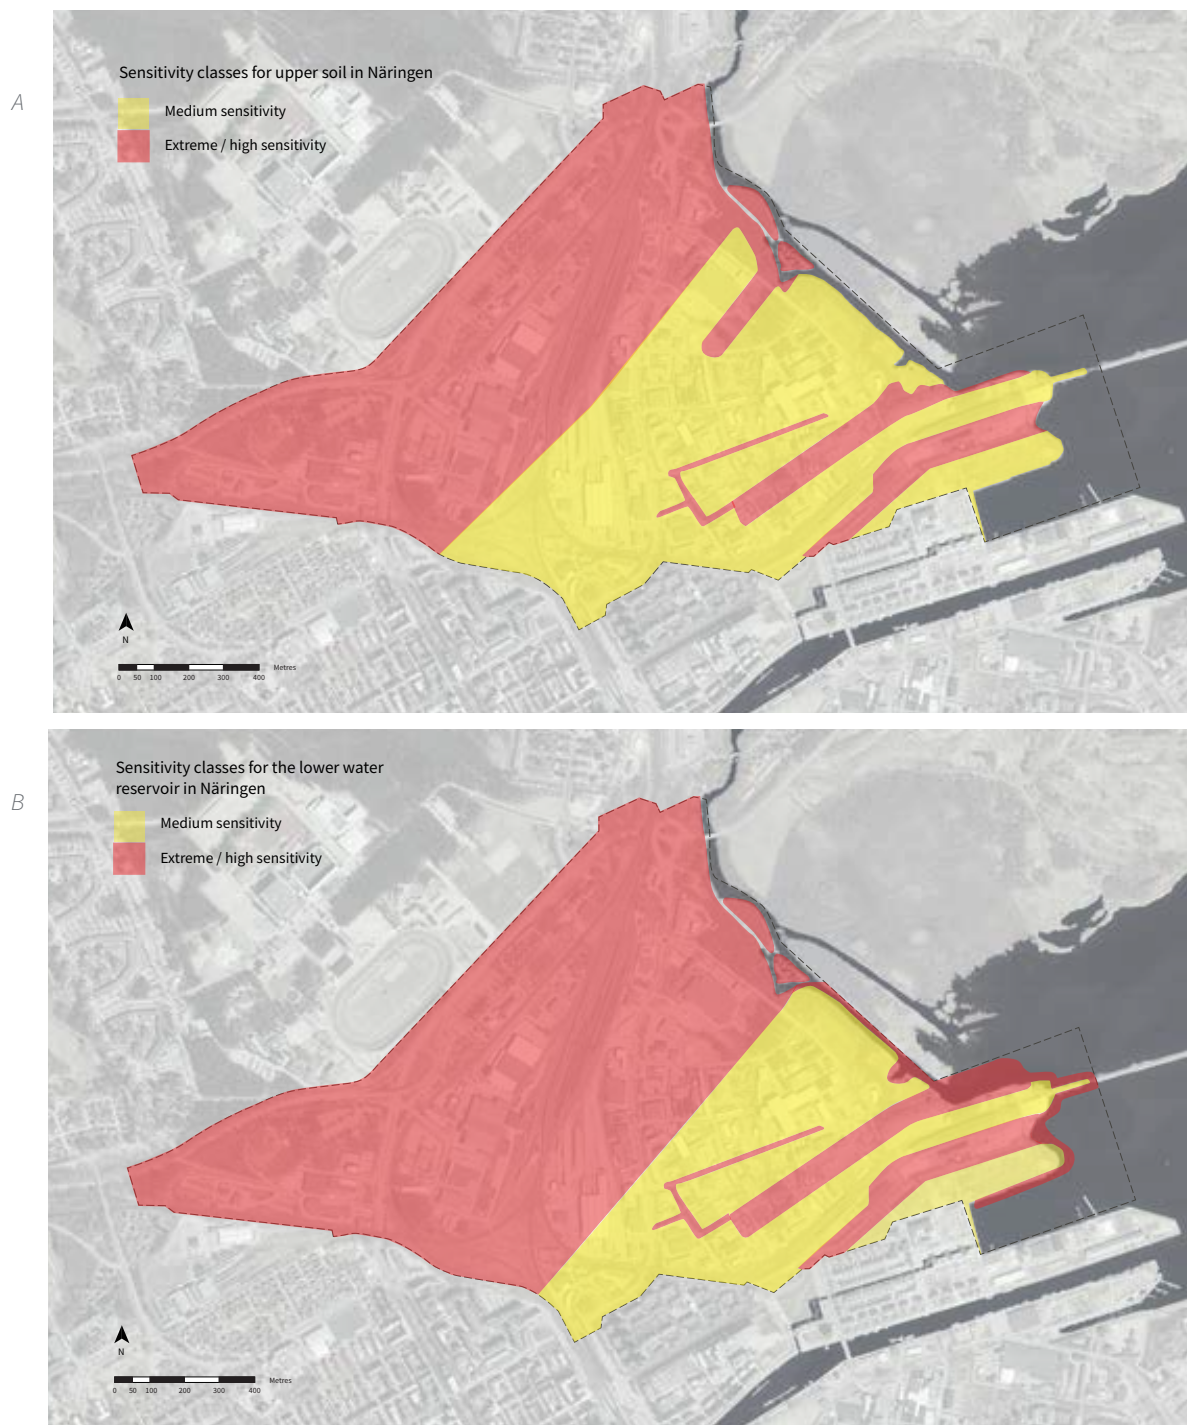 A
Sensitivity classes for upper soil in Näringen
Medium sensitivity
Extreme / high sensitivity
N
0 50 100 200 300 400 Metres
B
Sensitivity classes for the lower water
reservoir in Näringen
Medium sensitivity
Extreme / high sensitivity
N
0 50 100 200 300 400 Metres